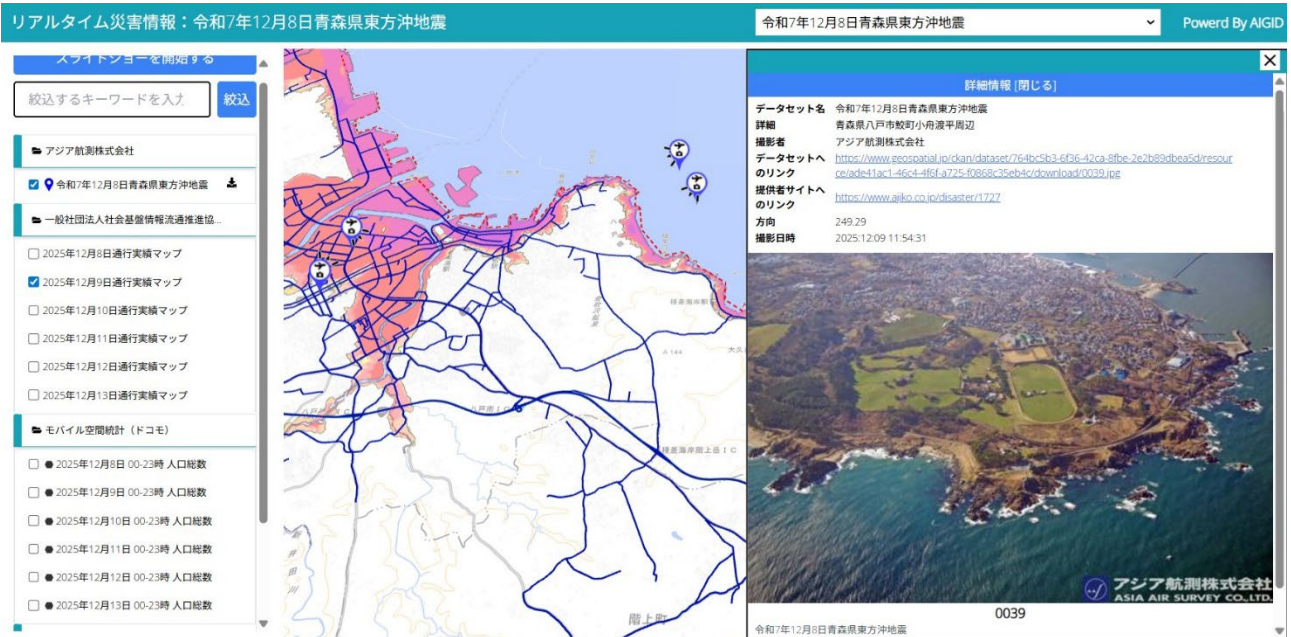 リアルタイム災害情報：令和7年12月8日青森県東方沖地震
令和7年12月8日青森県東方沖地震
Powerd By AIGID
スライドショーを開始する
絞込するキーワードを入力
絞込
アジア航測株式会社
令和7年12月8日青森県東方沖地震
一般社団法人社会基盤情報流通推進協...
2025年12月8日通行実績マップ
2025年12月9日通行実績マップ
2025年12月10日通行実績マップ
2025年12月11日通行実績マップ
2025年12月12日通行実績マップ
2025年12月13日通行実績マップ
モバイル空間統計（ドコモ）
2025年12月8日 00-23時 人口総数
2025年12月9日 00-23時 人口総数
2025年12月10日 00-23時 人口総数
2025年12月11日 00-23時 人口総数
2025年12月12日 00-23時 人口総数
2025年12月13日 00-23時 人口総数
種差海岸階上岳IC
階上町
詳細情報 [閉じる]
データセット名 令和7年12月8日青森県東方沖地震
詳細 青森県八戸市鮫町小舟渡平周辺
撮影者 アジア航測株式会社
データセットへ https://www.geospatial.jp/ckan/dataset/764bc5b3-6f36-42ca-8fbe-2e2b89dbea5d/resour
のリンク ce/ade41ac1-46c4-4f6f-a725-f0868c35eb4c/download/0039.jpg
提供者サイトへ
のリンク https://www.ajiko.co.jp/disaster/1727
方向 249.29
撮影日時 2025:12:09 11:54:31
アジア航測株式会社
ASIA AIR SURVEY CO.,LTD.
0039
令和7年12月8日青森県東方沖地震